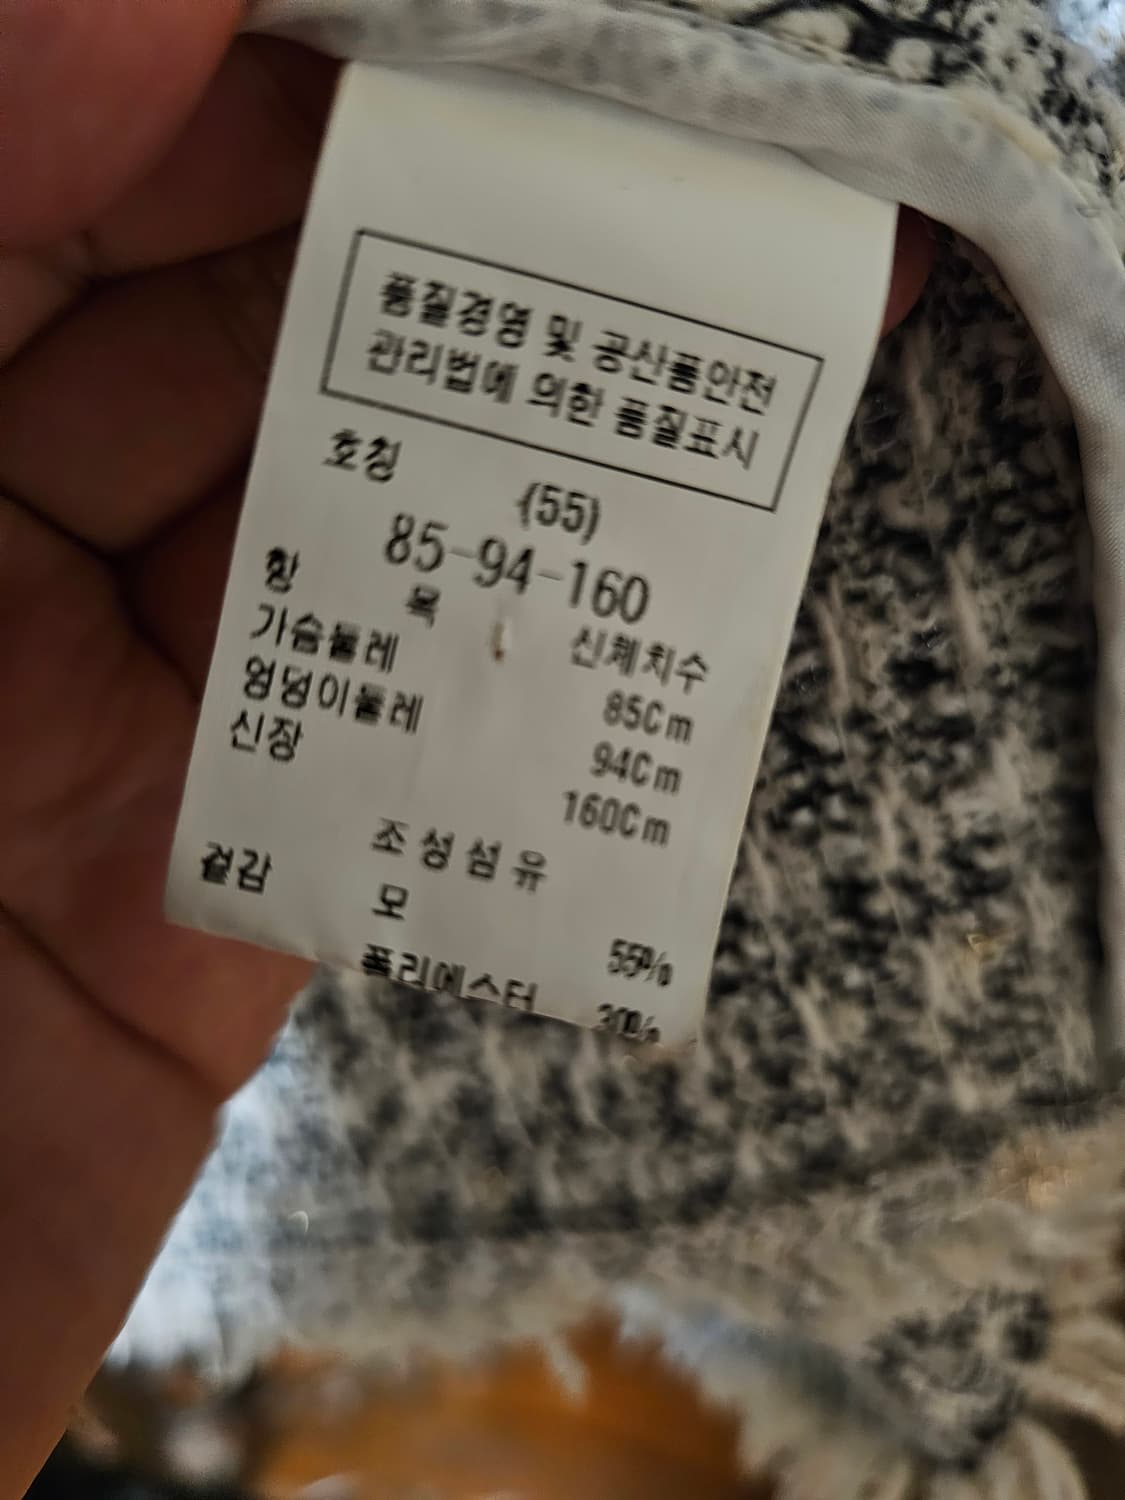 품질경영 및 공산품안전
관리법에 의한 품질표시
호칭 (55)
85-94-160
항 목 신체치수
가슴둘레 85Cm
엉덩이둘레 94Cm
신장 160Cm
조성섬유
겉감 모 55%
폴리에스터 30%